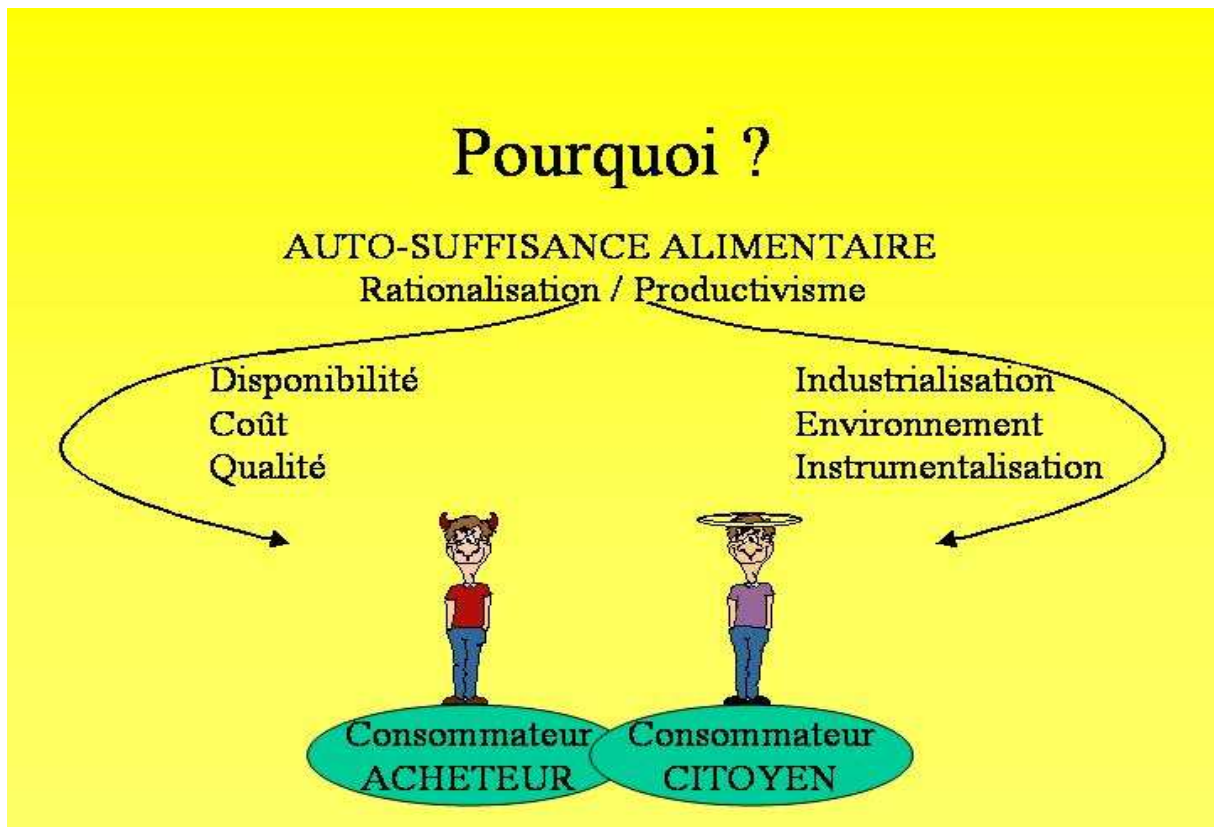 Pourquoi ?
AUTO-SUFFISANCE ALIMENTAIRE
Rationalisation / Productivisme
Disponibilité
Coût
Qualité
Industrialisation
Environnement
Instrumentalisation
Consommateur
ACHETEUR
Consommateur
CITOYEN